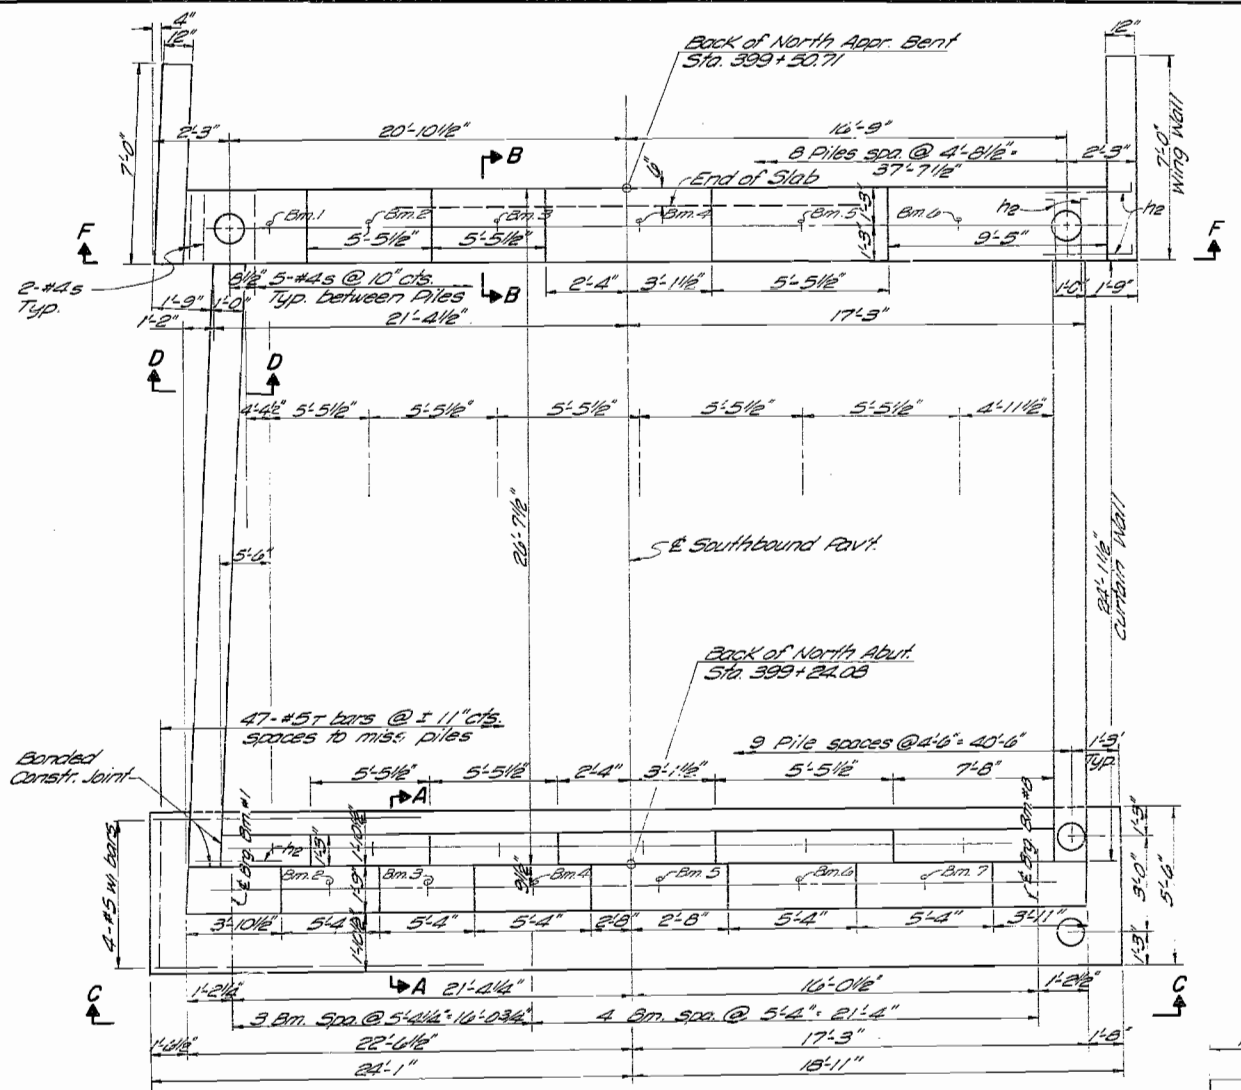 4"
12"
Back of North Appr. Bent
Sta. 399+50.71
12"
7'-0"
2'-3"
20'-10½"
16'-9"
8 Piles spa. @ 4'-8½" =
37'-7½"
2'-3"
7'-0"
Wing Wall
B
6"
End of Slab
Bm.1
Bm.2
Bm.3
Bm.4
Bm.5
Bm.6
h2
h2
1'-3"
1'-3"
5'-5½"
5'-5½"
9'-5"
F
F
2-#4s
Typ.
8½"
5-#4s @ 10" cts.
Typ. between Piles
B
2'-4"
3'-1½"
5'-5½"
1'-0"
1'-9"
1'-9"
1'-0"
1'-2"
21'-4½"
17'-3"
D
D
4'-4½"
5'-5½"
5'-5½"
5'-5½"
5'-5½"
5'-5½"
4'-11½"
26'-7½"
5'-6"
℄ Southbound Pav't.
24'-1½"
Curtain Wall
Back of North Abut.
Sta. 399+24.08
47-#5T bars @ ± 11" cts.
spaces to miss piles
9 Pile spaces @ 4'-6" = 40'-6"
1'-3"
Typ.
Bonded
Constr. Joint
5'-5½"
5'-5½"
2'-4"
3'-1½"
5'-5½"
7'-8"
A
4-#5 w1 bars
℄ Brg. Bm. #1
h2
1'-3"
1'-10½"
℄ Brg. Bm. #8
1'-3"
Bm.2
Bm.3
1'-9"
9½"
Bm.4
Bm.5
Bm.6
Bm.7
3'-0"
5'-6"
3'-10½"
5'-4"
5'-4"
5'-4"
2'-8"
2'-8"
5'-4"
5'-4"
3'-11"
1'-10½"
1'-3"
C
A
C
1'-2¼"
21'-4¼"
16'-0½"
1'-2½"
3 Bm. Spa. @ 5'-4¼" = 16'-0¾"
4 Bm. spa. @ 5'-4" = 21'-4"
1'-6½"
22'-6½"
17'-3"
1'-8"
24'-1"
18'-11"